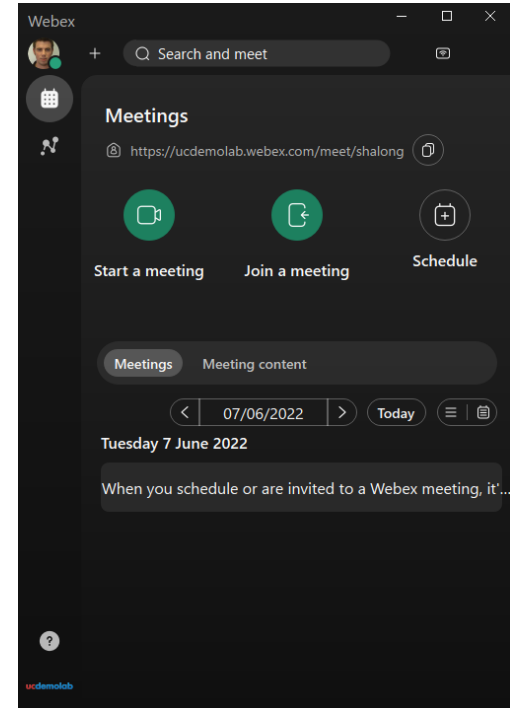 Webex
Search and meet
Meetings
https://ucdemolab.webex.com/meet/shalong
Start a meeting
Join a meeting
Schedule
Meetings Meeting content
07/06/2022 Today
Tuesday 7 June 2022
When you schedule or are invited to a Webex meeting, it'...
?
ucdemolab